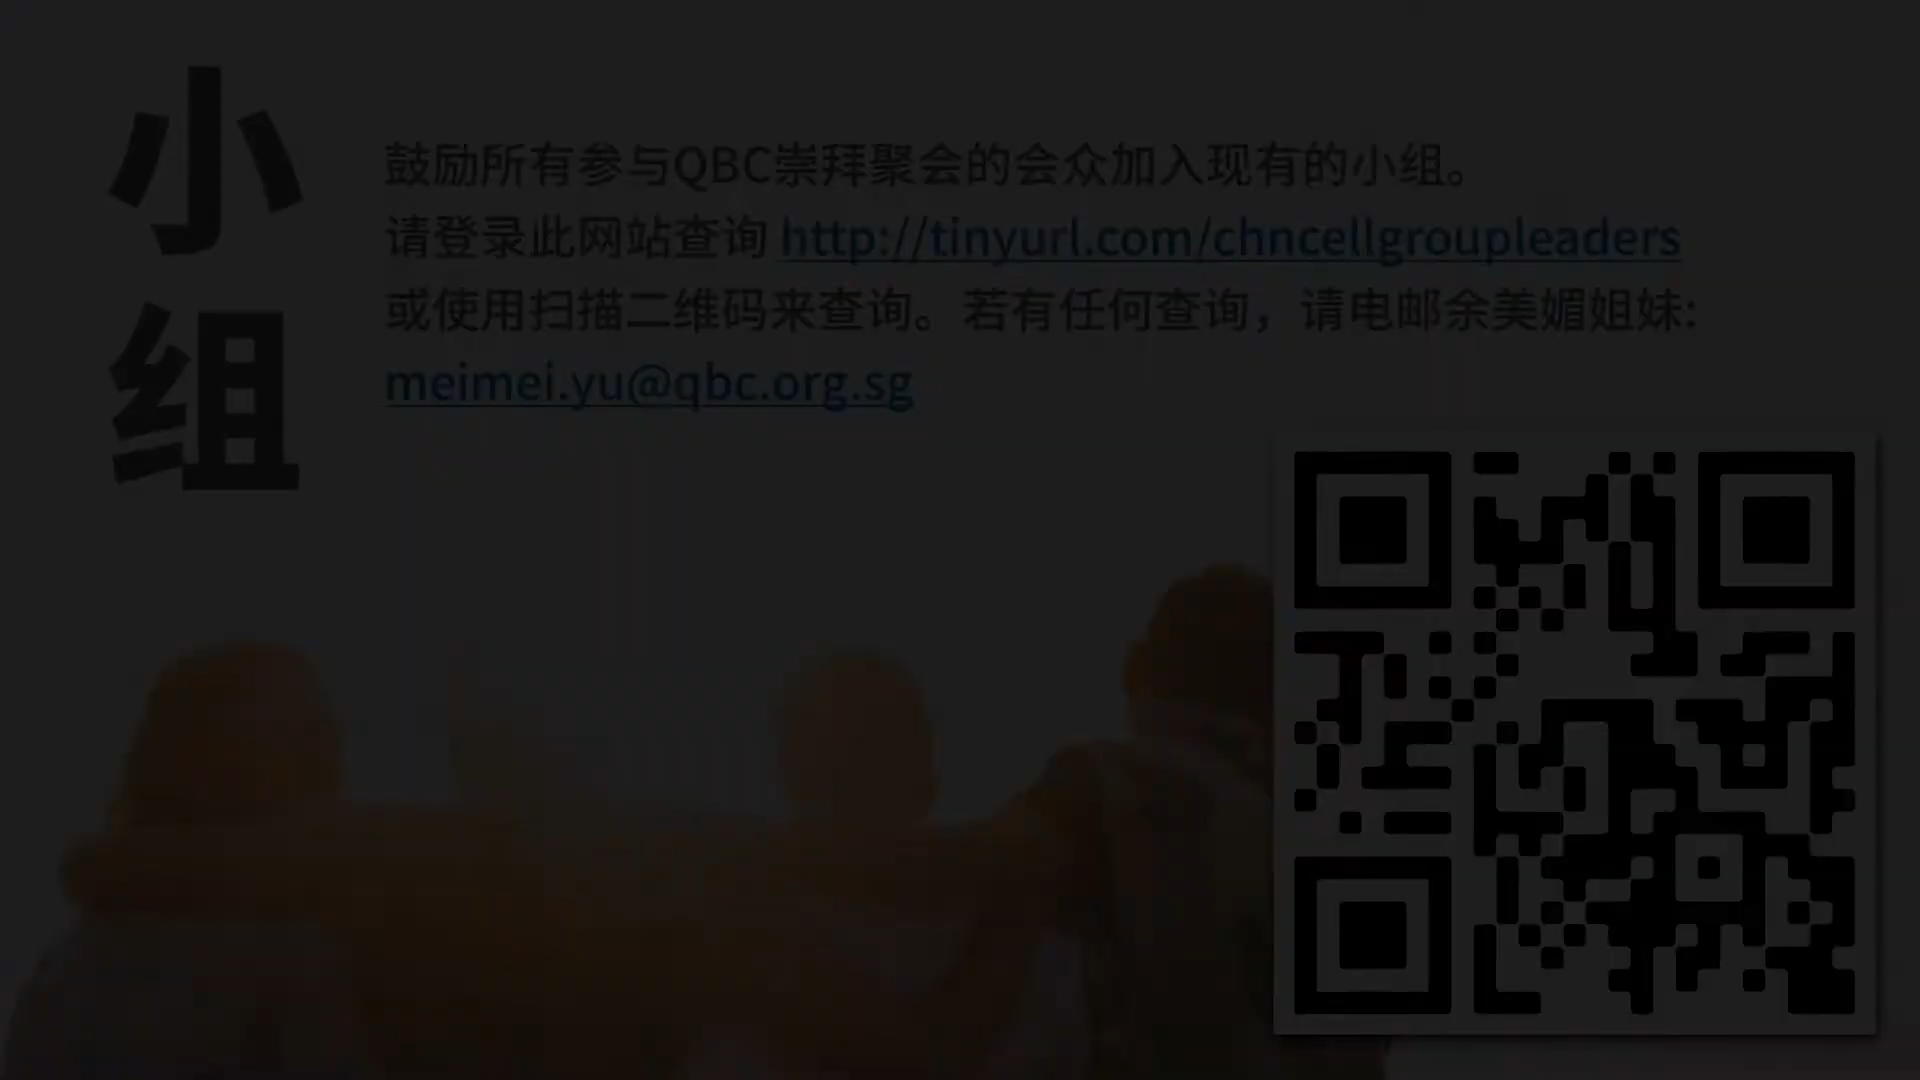 小组
鼓励所有参与QBC崇拜聚会的会众加入现有的小组。
请登录此网站查询 http://tinyurl.com/chncellgroupleaders
或使用扫描二维码来查询。若有任何查询，请电邮余美媚姐妹:
meimei.yu@qbc.org.sg